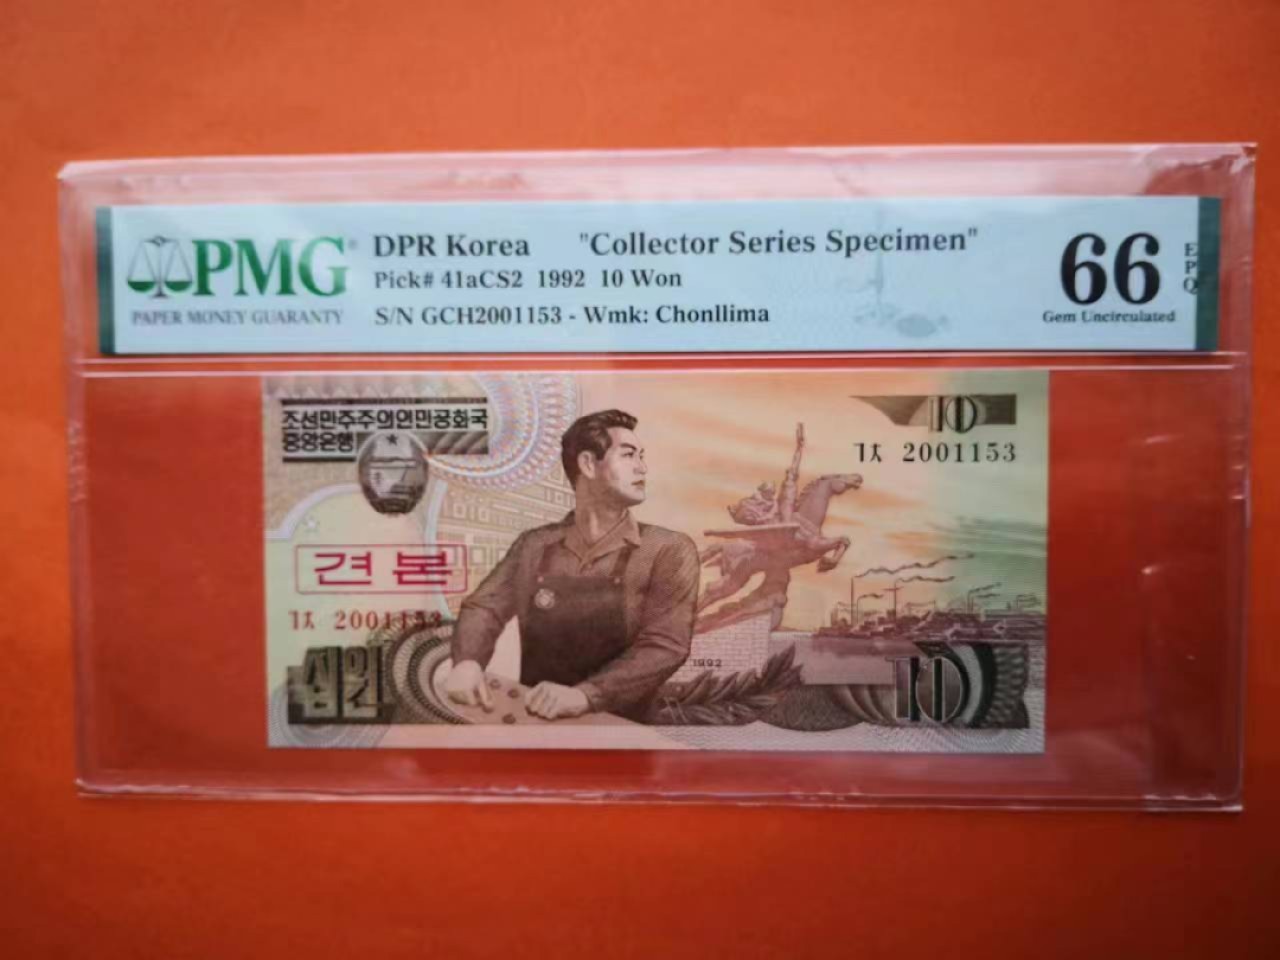 PMG
PAPER MONEY GUARANTY
DPR Korea "Collector Series Specimen"
Pick# 41aCS2 1992 10 Won
S/N GCH2001153 - Wmk: Chonllima
66
EPQ
Gem Uncirculated
조선민주주의인민공화국
중앙은행
10
ㄱㅊ 2001153
견본
ㄱㅊ 2001153
십원
1992
10